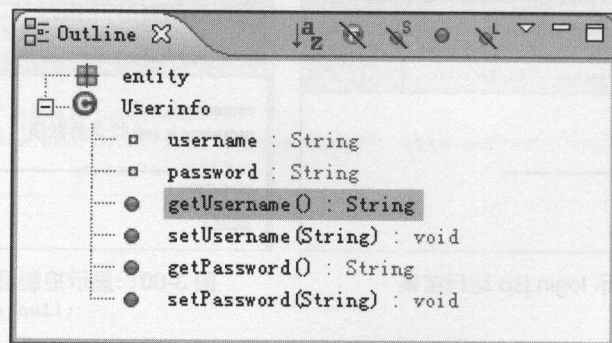 Outline
entity
Userinfo
username : String
password : String
getUsername() : String
setUsername(String) : void
getPassword() : String
setPassword(String) : void